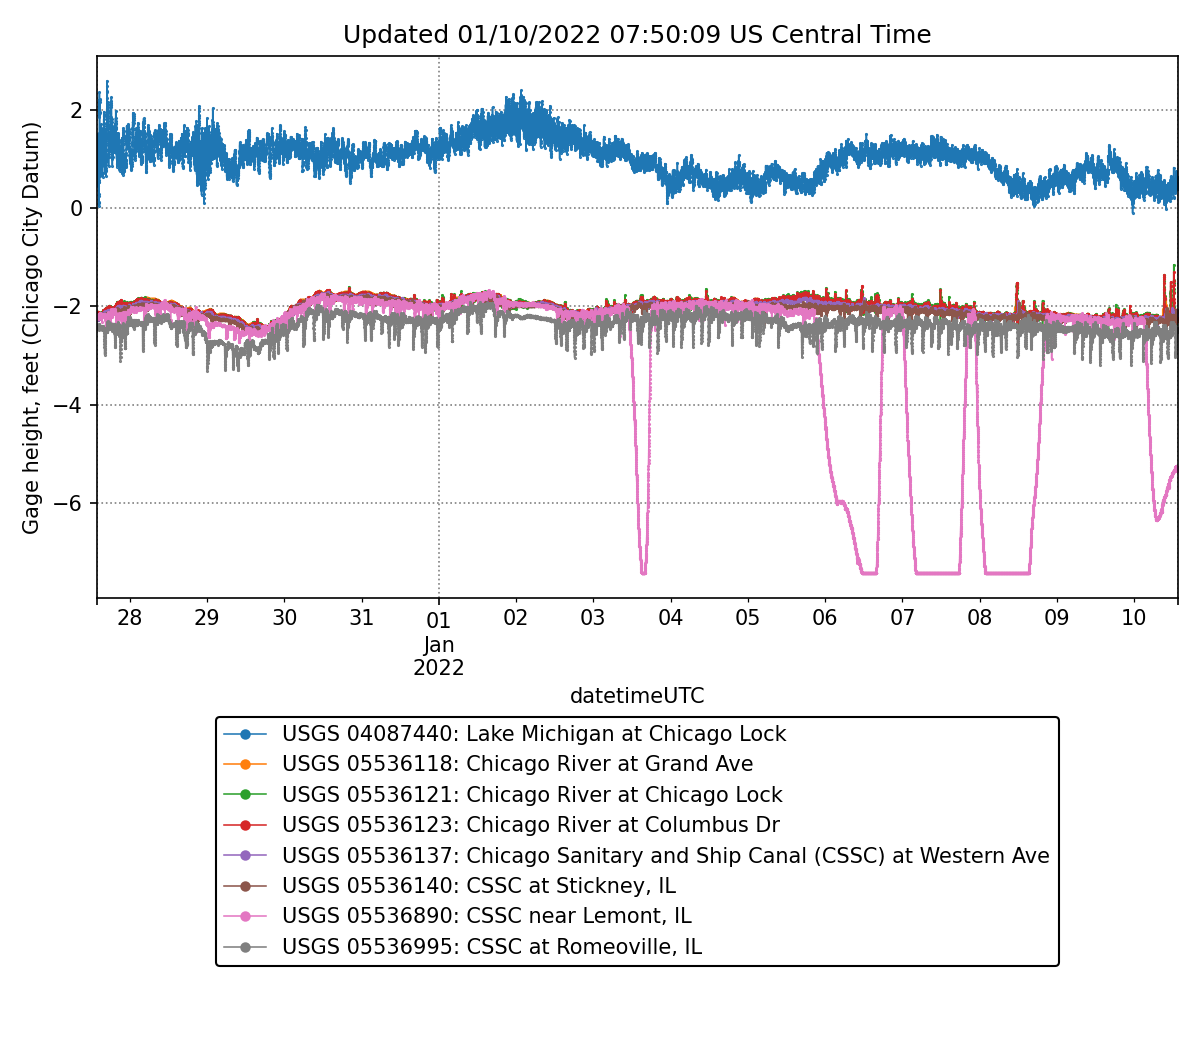 Updated 01/10/2022 07:50:09 US Central Time
Gage height, feet (Chicago City Datum)
2
0
−2
−4
−6
28 29 30 31 01 02 03 04 05 06 07 08 09 10
Jan
2022
datetimeUTC
USGS 04087440: Lake Michigan at Chicago Lock
USGS 05536118: Chicago River at Grand Ave
USGS 05536121: Chicago River at Chicago Lock
USGS 05536123: Chicago River at Columbus Dr
USGS 05536137: Chicago Sanitary and Ship Canal (CSSC) at Western Ave
USGS 05536140: CSSC at Stickney, IL
USGS 05536890: CSSC near Lemont, IL
USGS 05536995: CSSC at Romeoville, IL